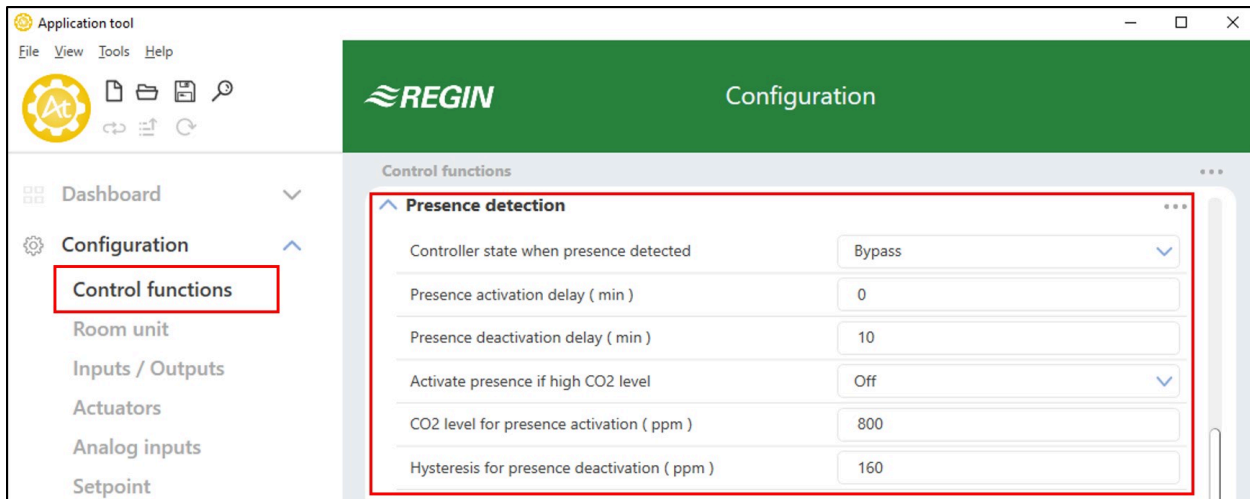 Application tool
File View Tools Help
At
REGIN
Configuration
Dashboard
Configuration
Control functions
Room unit
Inputs / Outputs
Actuators
Analog inputs
Setpoint
Control functions
Presence detection
Controller state when presence detected Bypass
Presence activation delay ( min ) 0
Presence deactivation delay ( min ) 10
Activate presence if high CO2 level Off
CO2 level for presence activation ( ppm ) 800
Hysteresis for presence deactivation ( ppm ) 160